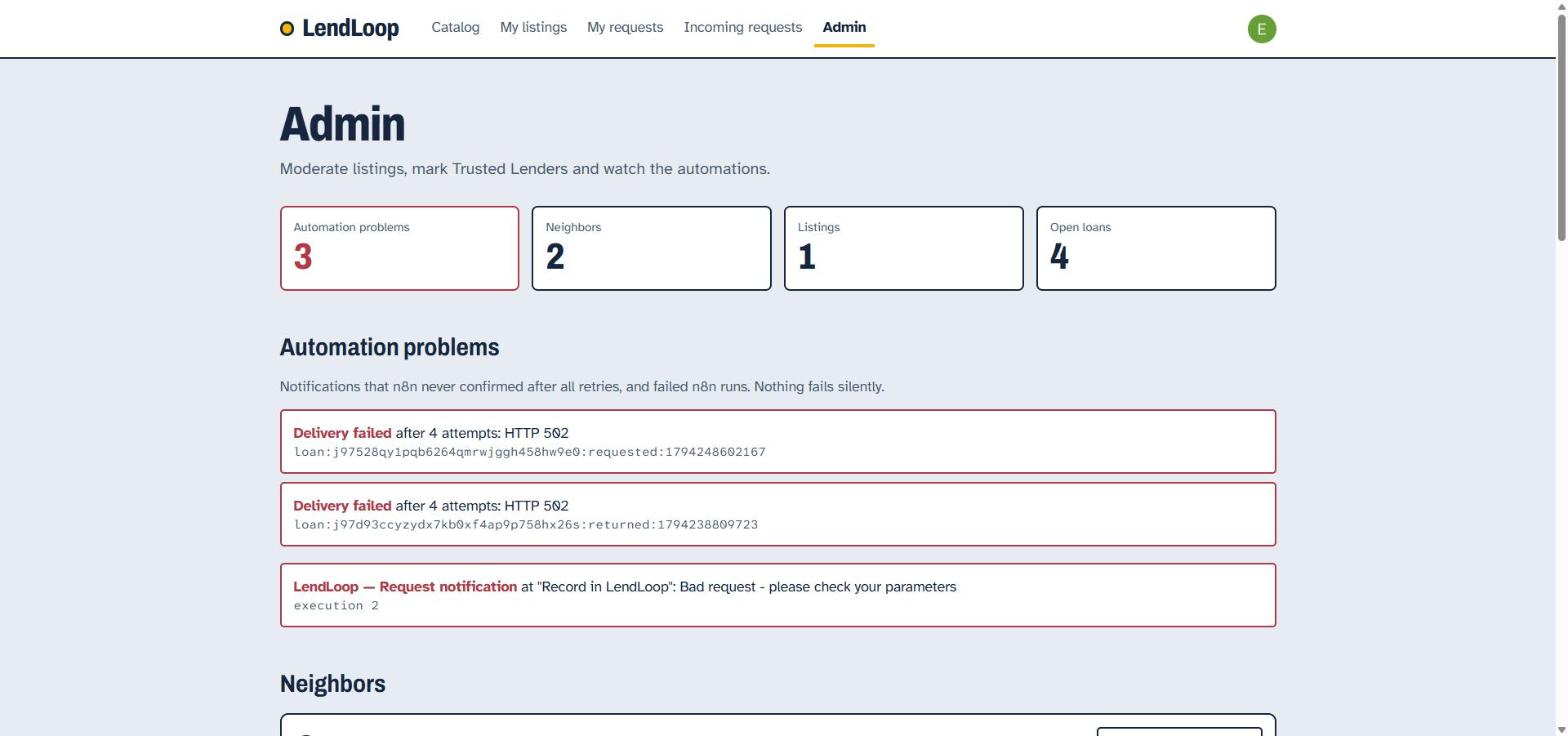 LendLoop Catalog My listings My requests Incoming requests Admin E
Admin
Moderate listings, mark Trusted Lenders and watch the automations.
Automation problems Neighbors Listings Open loans
3 2 1 4
Automation problems
Notifications that n8n never confirmed after all retries, and failed n8n runs. Nothing fails silently.
Delivery failed after 4 attempts: HTTP 502
loan:j97528qy1pqb6264qmrwjggh458hw9e0:requested:1794248602167
Delivery failed after 4 attempts: HTTP 502
loan:j97d93ccyzydx7kb0xf4ap9p758hx26s:returned:1794238809723
LendLoop — Request notification at "Record in LendLoop": Bad request - please check your parameters
execution 2
Neighbors